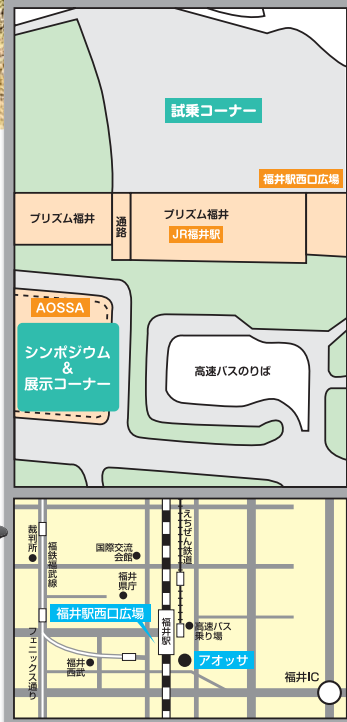 試乗コーナー
福井駅西口広場
プリズム福井
通路
プリズム福井
JR福井駅
AOSSA
シンポジウム
&
展示コーナー
高速バスのりば
裁判所
福鉄福武線
国際交流
会館
福井
県庁
えちぜん鉄道
福井駅西口広場
福井駅
高速バス
乗り場
アオッサ
フェニックス通り
福井
西武
福井IC